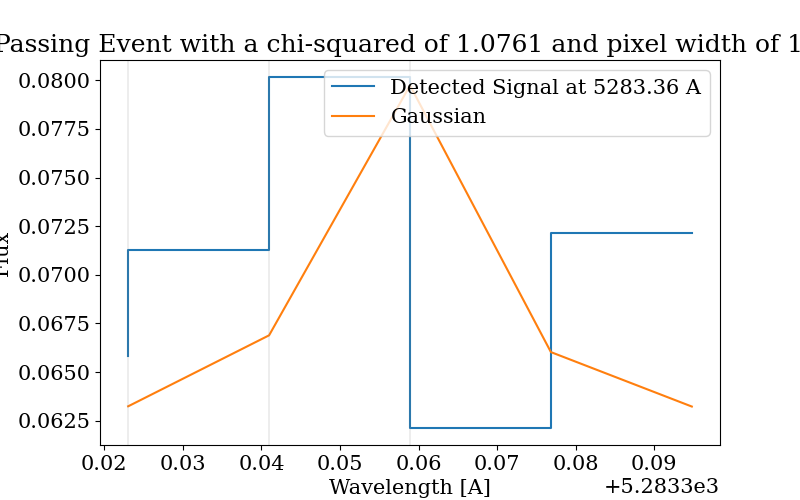 Passing Event with a chi-squared of 1.0761 and pixel width of 1
Detected Signal at 5283.36 A
Gaussian
Flux
0.0800
0.0775
0.0750
0.0725
0.0700
0.0675
0.0650
0.0625
0.02 0.03 0.04 0.05 0.06 0.07 0.08 0.09
+5.2833e3
Wavelength [A]